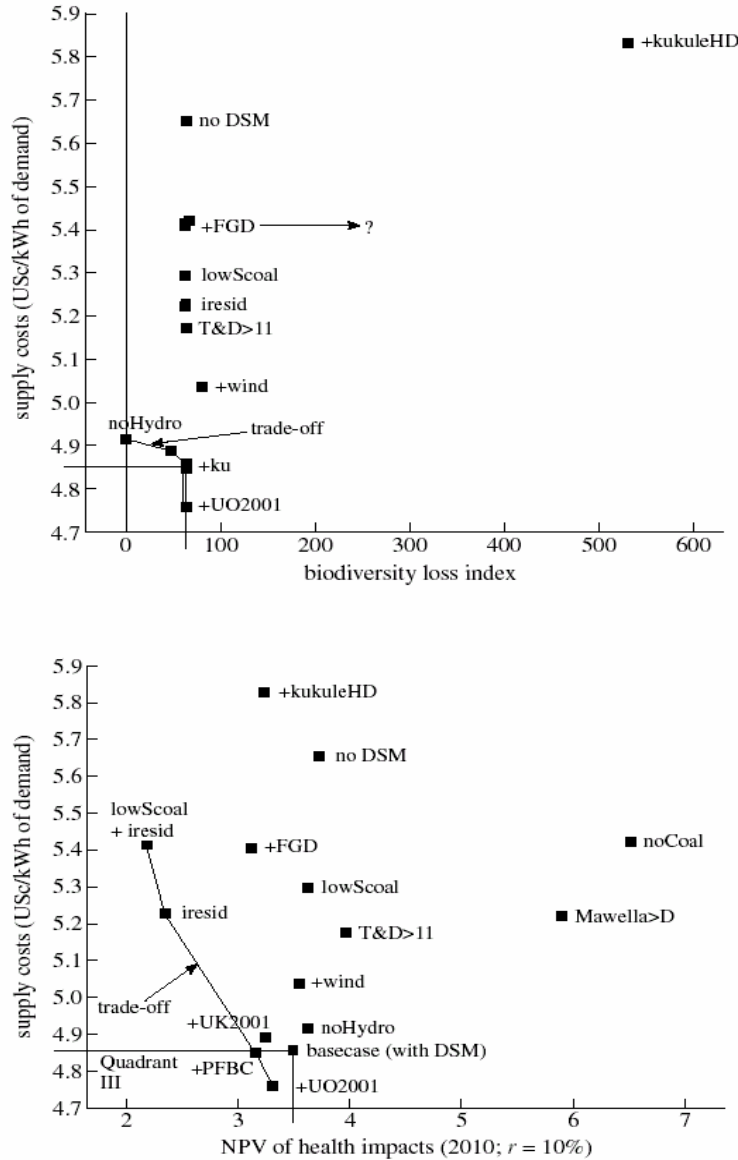 supply costs (USc/kWh of demand)
5.9
5.8
5.7
5.6
5.5
5.4
5.3
5.2
5.1
5.0
4.9
4.8
4.7
+kukuleHD
no DSM
+FGD
?
lowScoal
iresid
T&D>11
+wind
noHydro
trade-off
+ku
+UO2001
0 100 200 300 400 500 600
biodiversity loss index
supply costs (USc/kWh of demand)
5.9
5.8
5.7
5.6
5.5
5.4
5.3
5.2
5.1
5.0
4.9
4.8
4.7
+kukuleHD
no DSM
lowScoal
+ iresid
+FGD
noCoal
lowScoal
iresid
Mawella>D
T&D>11
+wind
trade-off
+UK2001
noHydro
basecase (with DSM)
Quadrant
III
+PFBC
+UO2001
2 3 4 5 6 7
NPV of health impacts (2010; r = 10%)